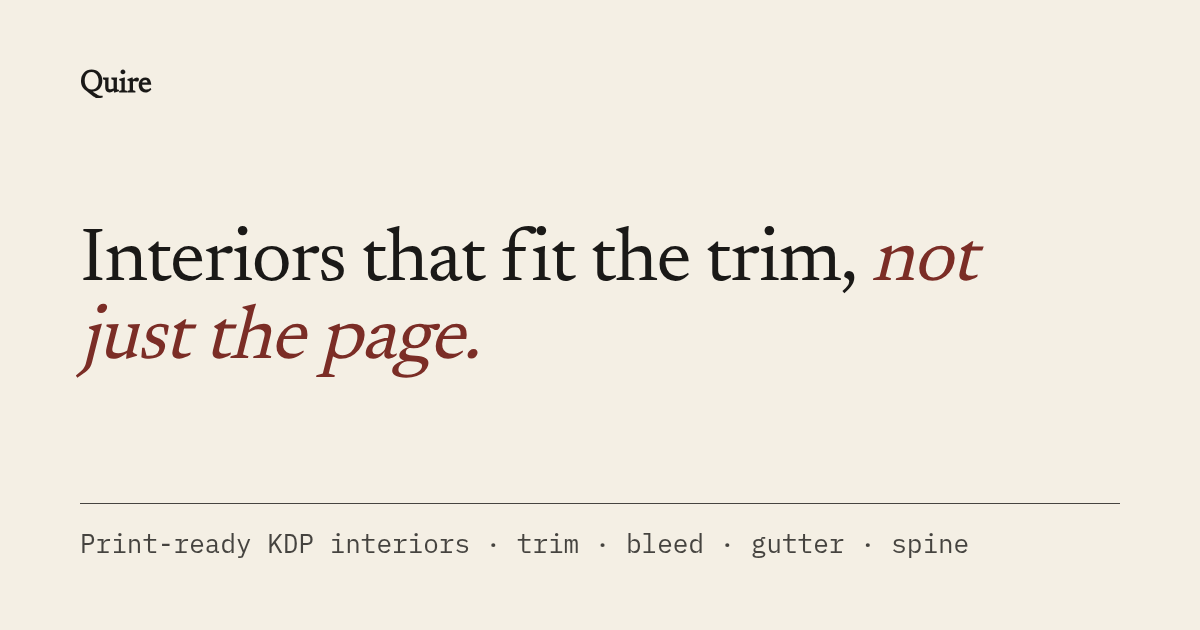 Quire
Interiors that fit the trim, not
just the page.
Print-ready KDP interiors · trim · bleed · gutter · spine